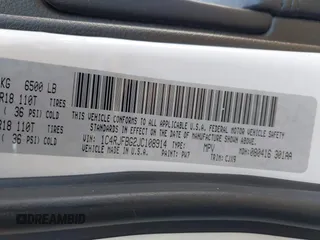 KG 6500 LB
R18 110T TIRES
( 36 PSI) COLD
R18 110T TIRES
( 36 PSI) COLD
THIS VEHICLE CONFORMS TO ALL APPLICABLE U.S.A. FEDERAL MOTOR VEHICLE SAFETY
STANDARDS IN EFFECT ON THE DATE OF MANUFACTURE SHOWN ABOVE.
VIN: 1C4RJFBG2JC108914 TYPE: MPV
MADE IN U.S.A. PAINT: PW7 MDH: 080416 301AA
TRIM: CJX9
DREAMBID